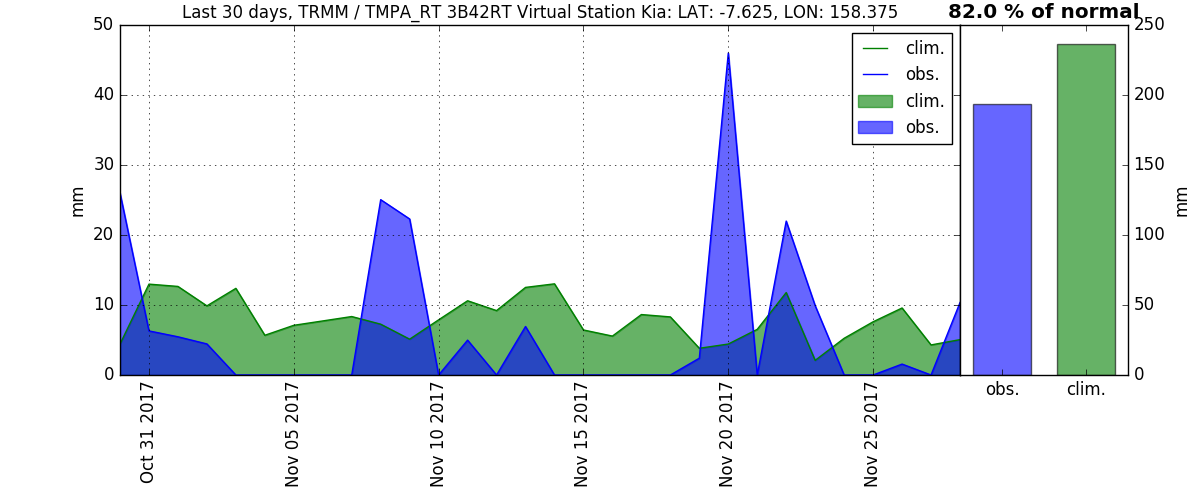 Last 30 days, TRMM / TMPA_RT 3B42RT Virtual Station Kia: LAT: -7.625, LON: 158.375
82.0 % of normal
50
40
30
20
10
0
mm
clim.
obs.
clim.
obs.
Oct 31 2017
Nov 05 2017
Nov 10 2017
Nov 15 2017
Nov 20 2017
Nov 25 2017
250
200
150
100
50
0
mm
obs.
clim.